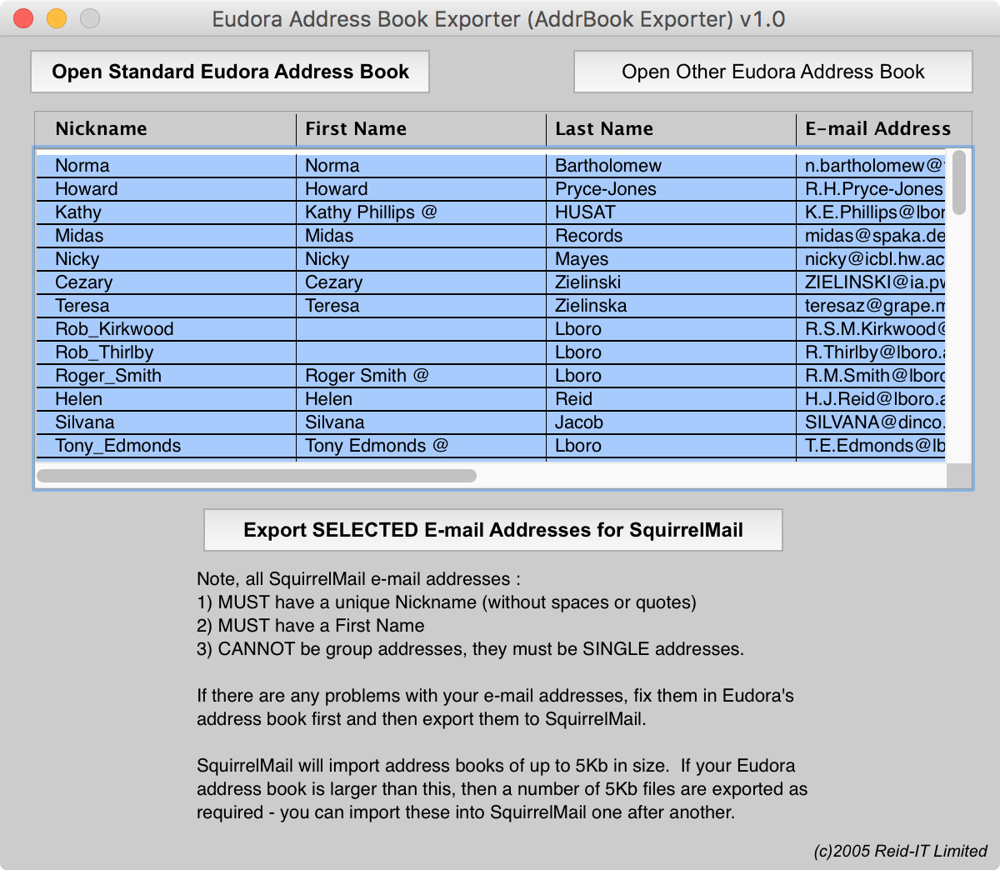 Eudora Address Book Exporter (AddrBook Exporter) v1.0
Open Standard Eudora Address Book Open Other Eudora Address Book
Nickname First Name Last Name E-mail Address
Norma Norma Bartholomew n.bartholomew@
Howard Howard Pryce-Jones R.H.Pryce-Jones
Kathy Kathy Phillips @ HUSAT K.E.Phillips@lbor
Midas Midas Records midas@spaka.de
Nicky Nicky Mayes nicky@icbl.hw.ac
Cezary Cezary Zielinski ZIELINSKI@ia.pw
Teresa Teresa Zielinska teresaz@grape.m
Rob_Kirkwood Lboro R.S.M.Kirkwood@
Rob_Thirlby Lboro R.Thirlby@lboro.a
Roger_Smith Roger Smith @ Lboro R.M.Smith@lboro
Helen Helen Reid H.J.Reid@lboro.a
Silvana Silvana Jacob SILVANA@dinco.
Tony_Edmonds Tony Edmonds @ Lboro T.E.Edmonds@lb
Export SELECTED E-mail Addresses for SquirrelMail
Note, all SquirrelMail e-mail addresses :
1) MUST have a unique Nickname (without spaces or quotes)
2) MUST have a First Name
3) CANNOT be group addresses, they must be SINGLE addresses.
If there are any problems with your e-mail addresses, fix them in Eudora's
address book first and then export them to SquirrelMail.
SquirrelMail will import address books of up to 5Kb in size.  If your Eudora
address book is larger than this, then a number of 5Kb files are exported as
required - you can import these into SquirrelMail one after another.
(c)2005 Reid-IT Limited